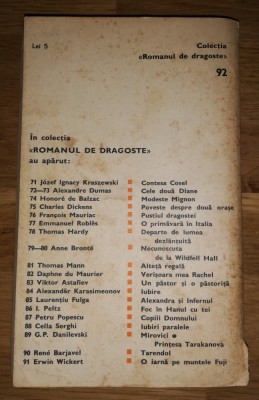 Lei 5 Colecția
«Romanul de dragoste»
92
În colecția
«ROMANUL DE DRAGOSTE»
au apărut:
71 Józef Ignacy Kraszewski ■ Contesa Cosel
72—73 Alexandre Dumas ■ Cele două Diane
74 Honoré de Balzac ■ Modeste Mignon
75 Charles Dickens ■ Poveste despre două orașe
76 François Mauriac ■ Pustiul dragostei
77 Emmanuel Roblès ■ O primăvară în Italia
78 Thomas Hardy ■ Departe de lumea
dezlănțuită
79—80 Anne Brontë ■ Necunoscuta
de la Wildfell Hall
81 Thomas Mann ■ Alteță regală
82 Daphne du Maurier ■ Verișoara mea Rachel
83 Viktor Astafiev ■ Un păstor și o păstoriță
84 Alexandăr Karasimeonov ■ Iubire
85 Laurențiu Fulga ■ Alexandra și Infernul
86 I. Peltz ■ Foc în Hanul cu tei
87 Petru Popescu ■ Copiii Domnului
88 Cella Serghi ■ Iubiri paralele
89 G.P. Danilevski ■ Mirovici ●
Prințesa Tarakanova
90 René Barjavel ■ Tarendol
91 Erwin Wickert ■ O iarnă pe muntele Fuji